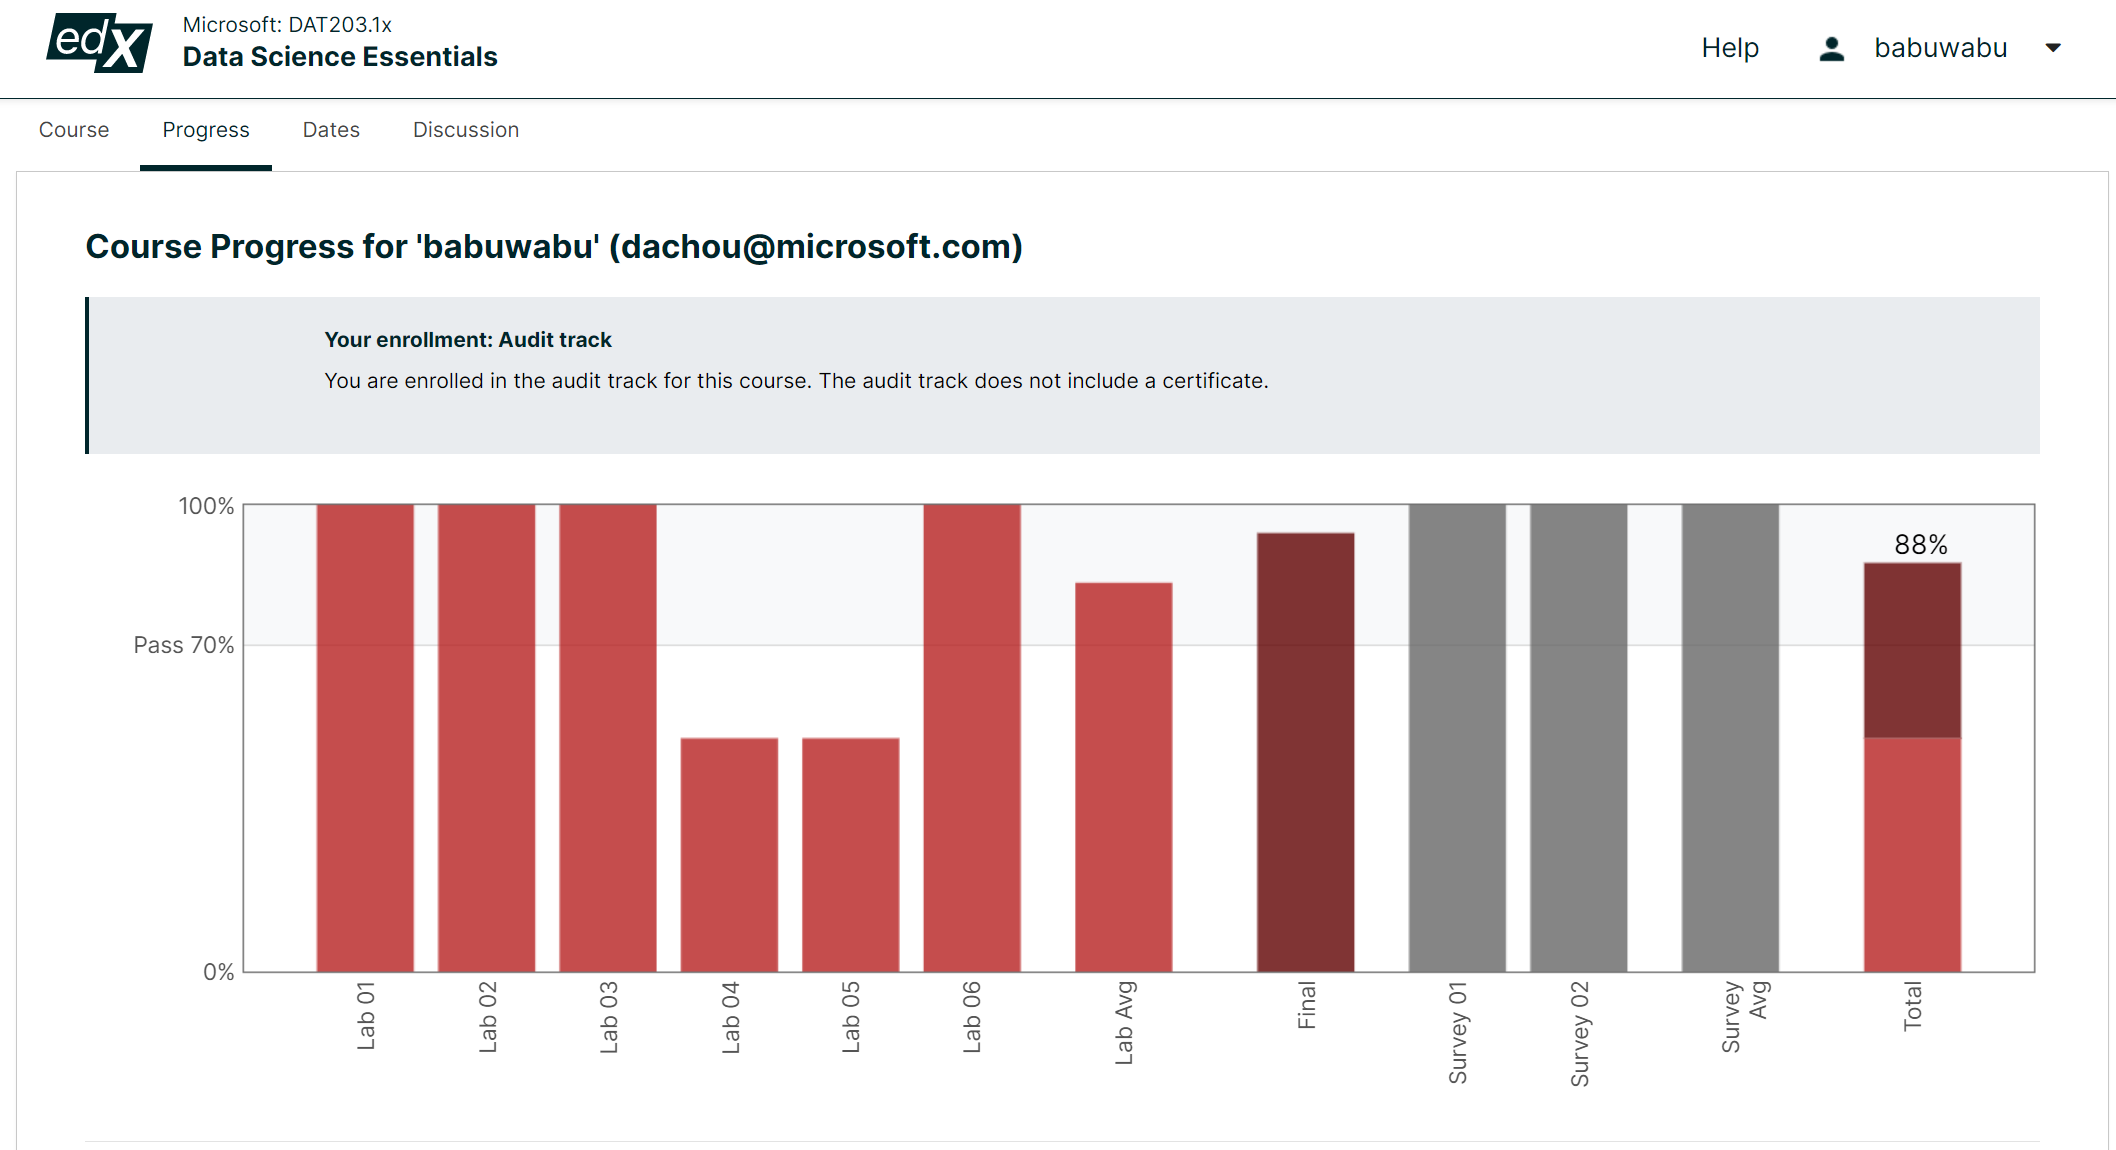 edX
Microsoft: DAT203.1x
Data Science Essentials
Help
babuwabu
Course
Progress
Dates
Discussion
Course Progress for 'babuwabu' (dachou@microsoft.com)
Your enrollment: Audit track
You are enrolled in the audit track for this course. The audit track does not include a certificate.
100%
Pass 70%
0%
88%
Lab 01
Lab 02
Lab 03
Lab 04
Lab 05
Lab 06
Lab Avg
Final
Survey 01
Survey 02
Survey
Avg
Total